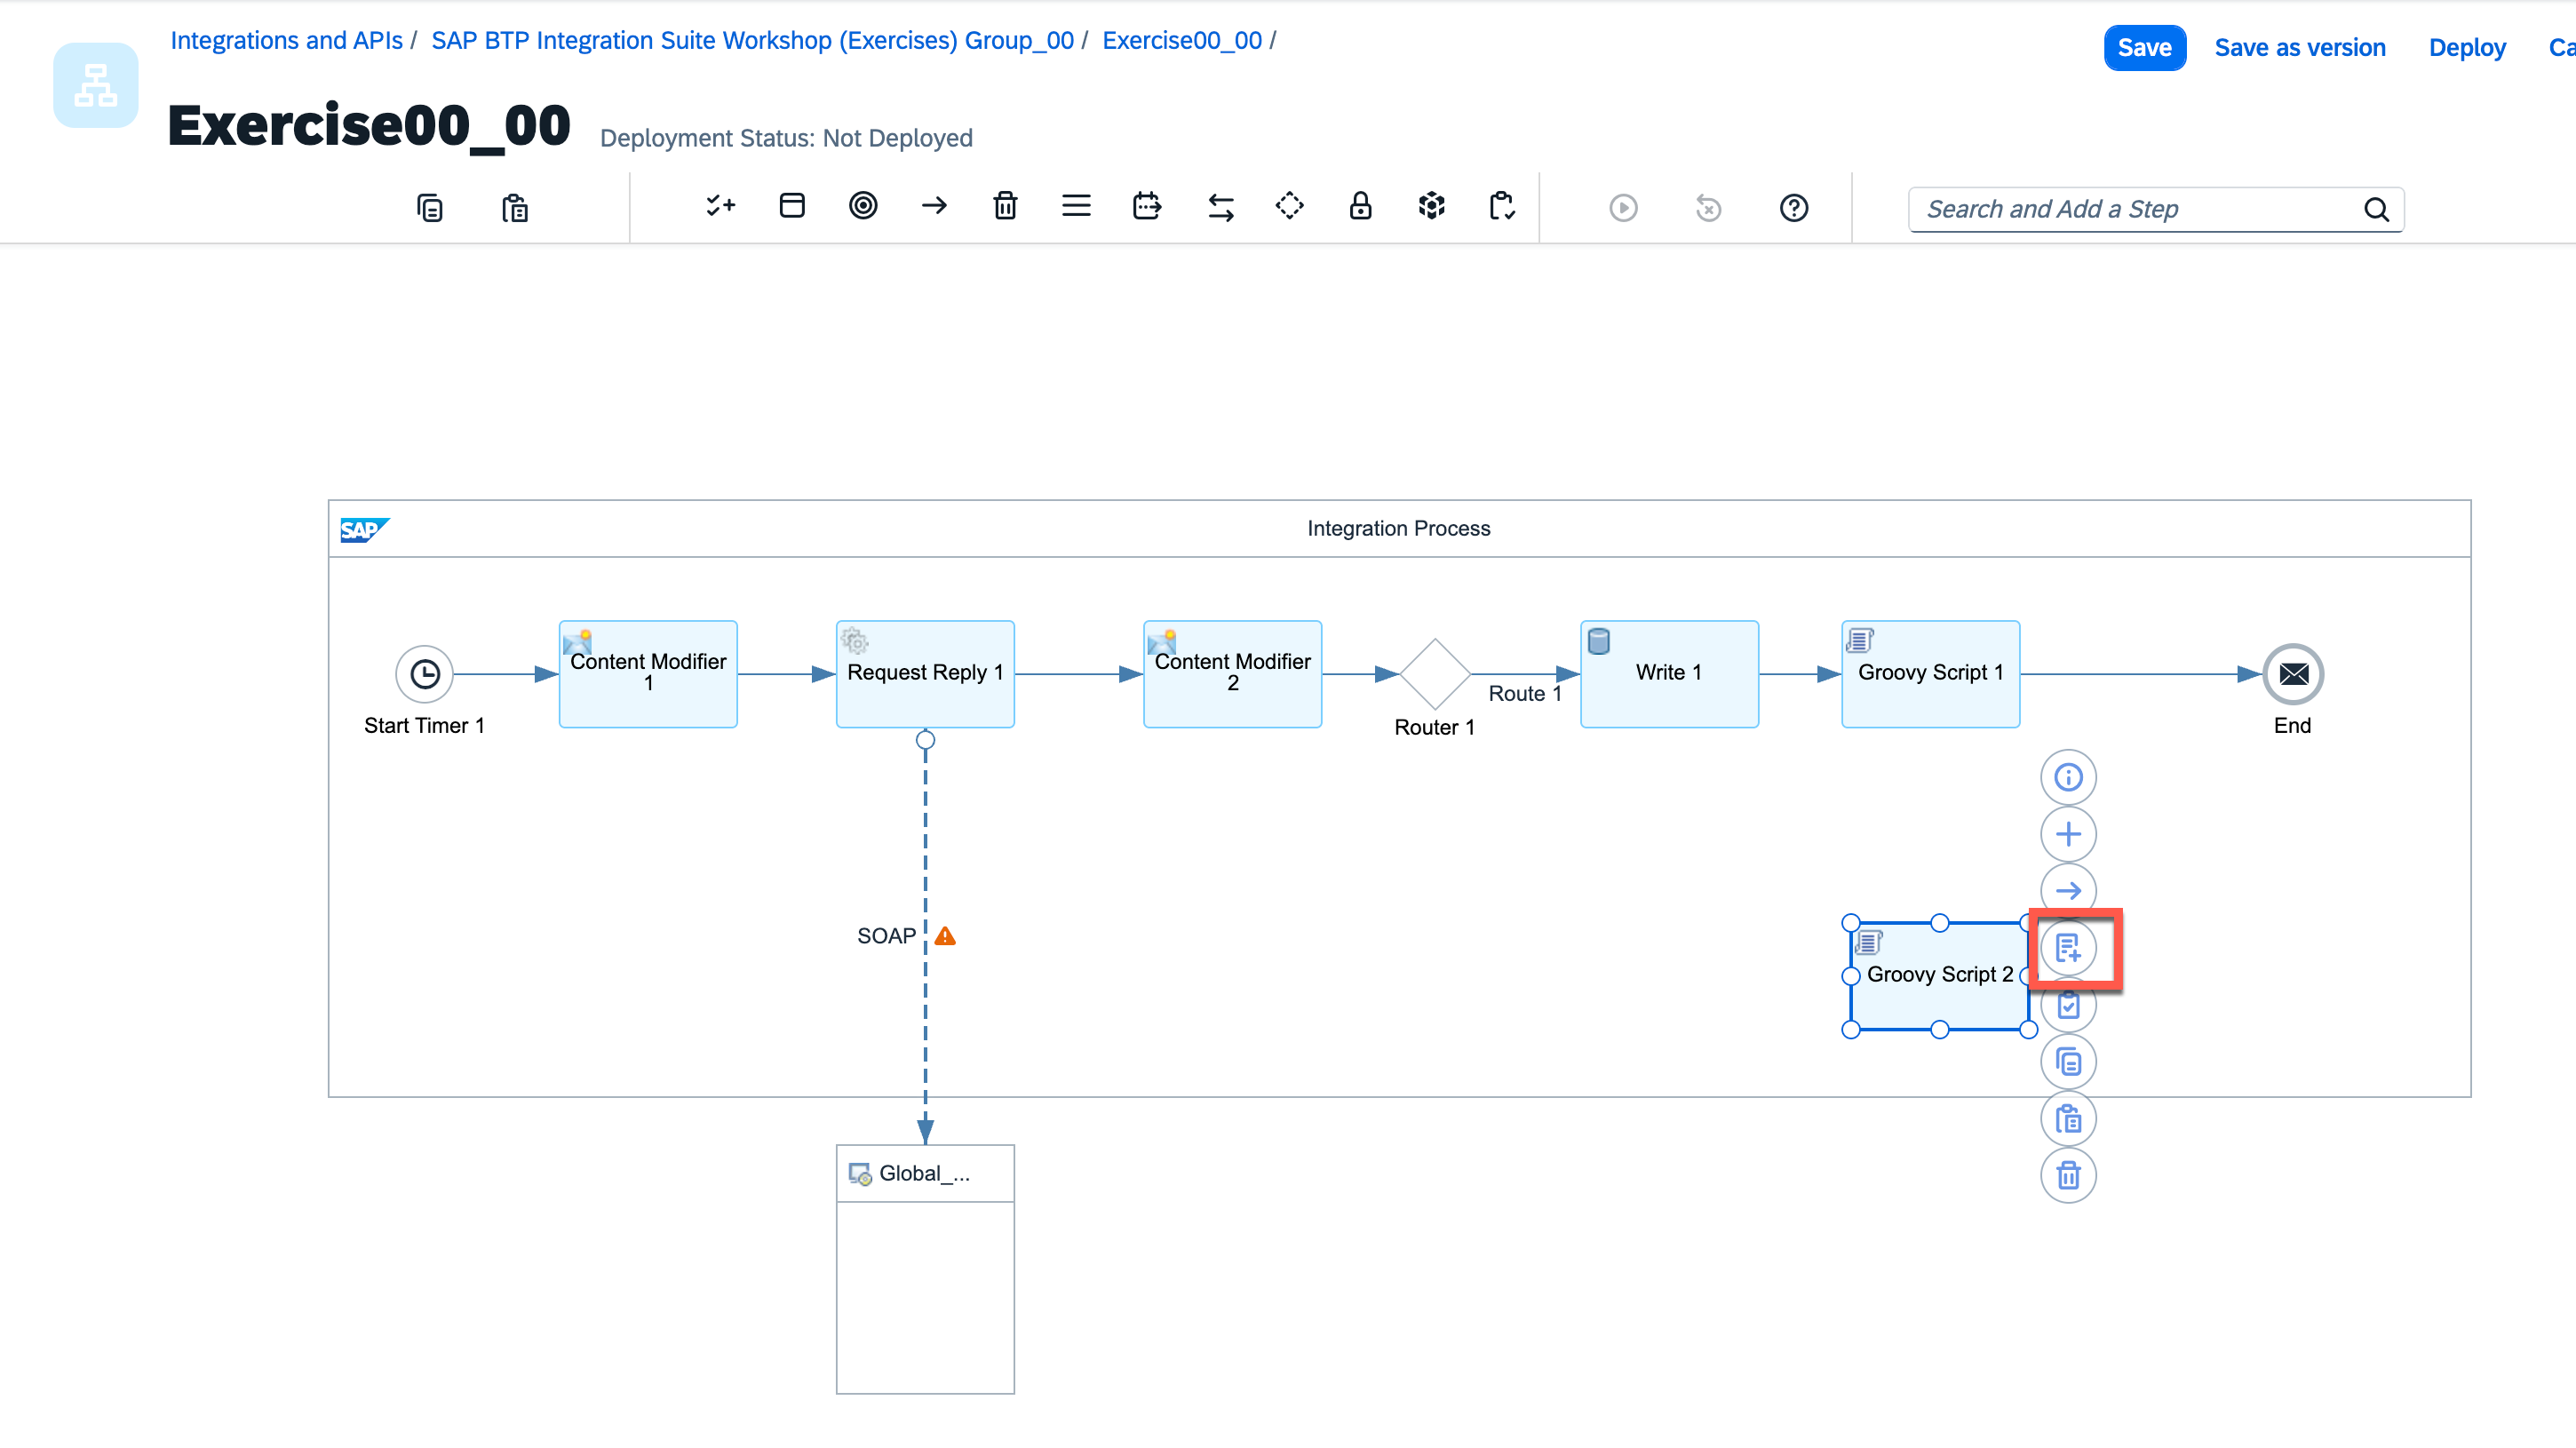 Integrations and APIs / SAP BTP Integration Suite Workshop (Exercises) Group_00 / Exercise00_00 /
Save
Save as version
Deploy
Ca
Exercise00_00
Deployment Status: Not Deployed
Search and Add a Step
SAP
Integration Process
Content Modifier
1
Request Reply 1
Content Modifier
2
Write 1
Groovy Script 1
Route 1
Start Timer 1
Router 1
End
SOAP
Groovy Script 2
Global_...